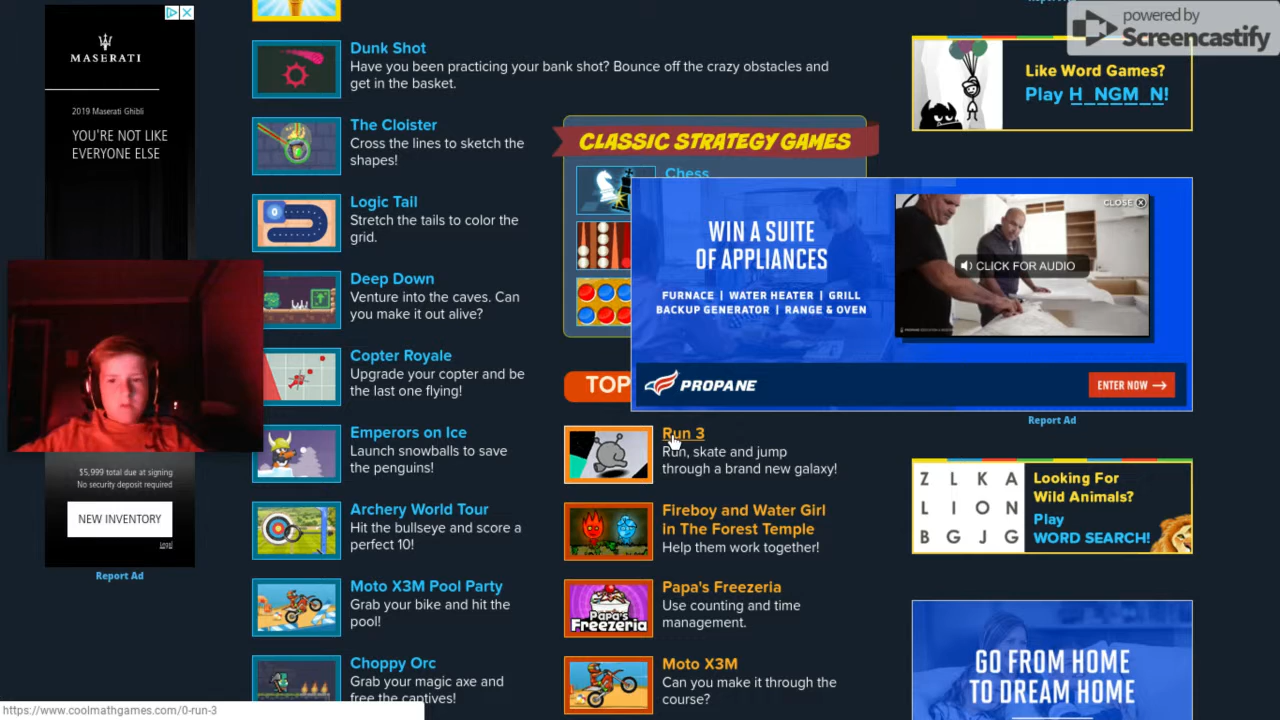 powered by
Screencastify
MASERATI
2019 Maserati Ghibli
YOU'RE NOT LIKE
EVERYONE ELSE
$5,999 total due at signing
No security deposit required
NEW INVENTORY
Legal
Report Ad
Dunk Shot
Have you been practicing your bank shot? Bounce off the crazy obstacles and
get in the basket.
The Cloister
Cross the lines to sketch the
shapes!
Logic Tail
Stretch the tails to color the
grid.
0
Deep Down
Venture into the caves. Can
you make it out alive?
Copter Royale
Upgrade your copter and be
the last one flying!
Emperors on Ice
Launch snowballs to save
the penguins!
Archery World Tour
Hit the bullseye and score a
perfect 10!
Moto X3M Pool Party
Grab your bike and hit the
pool!
Choppy Orc
Grab your magic axe and
free the captives!
CLASSIC STRATEGY GAMES
Chess
WIN A SUITE
OF APPLIANCES
FURNACE | WATER HEATER | GRILL
BACKUP GENERATOR | RANGE & OVEN
CLOSE
CLICK FOR AUDIO
PROPANE
ENTER NOW
TOP
Run 3
Run, skate and jump
through a brand new galaxy!
Fireboy and Water Girl
in The Forest Temple
Help them work together!
Papa's Freezeria
Use counting and time
management.
PAPA'S
Freezeria
Moto X3M
Can you make it through the
course?
Like Word Games?
Play H_NGM_N!
Report Ad
Z L K A
L I O N
B G J G
Looking For
Wild Animals?
Play
WORD SEARCH!
GO FROM HOME
TO DREAM HOME
https://www.coolmathgames.com/0-run-3